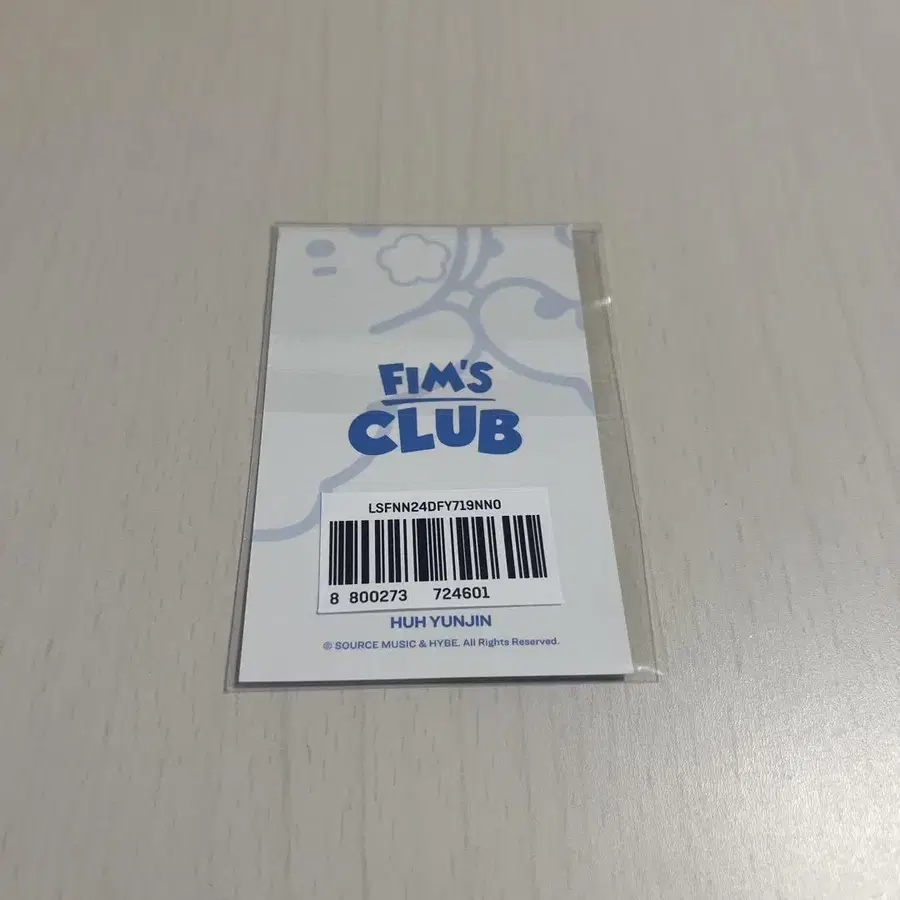 FIM'S
CLUB
LSFNN24DFY719NN0
8 800273 724601
HUH YUNJIN
© SOURCE MUSIC & HYBE. All Rights Reserved.